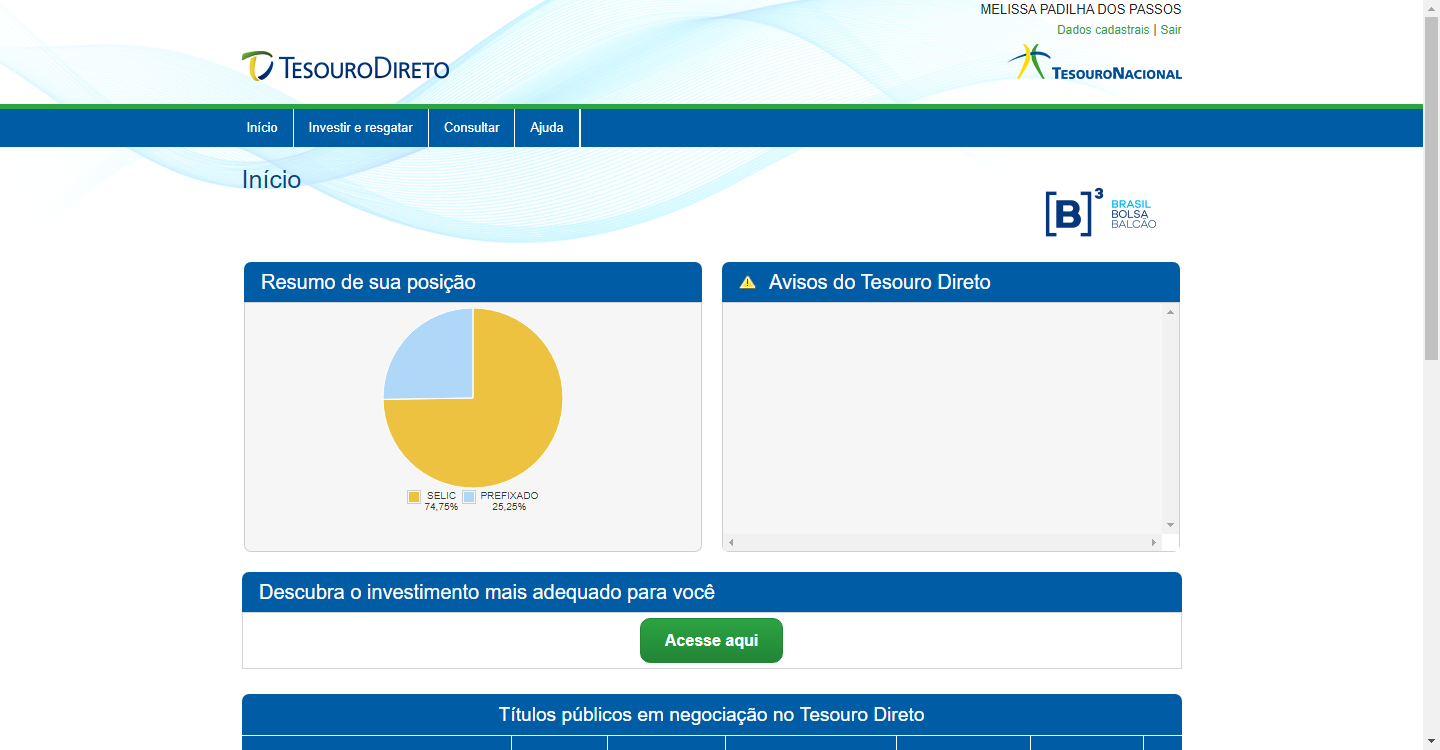 MELISSA PADILHA DOS PASSOS
Dados cadastrais | Sair
TESOURODIRETO
TESOURONACIONAL
Início
Investir e resgatar
Consultar
Ajuda
Início
[B]3 BRASIL
BOLSA
BALCÃO
Resumo de sua posição
Avisos do Tesouro Direto
SELIC
74,75%
PREFIXADO
25,25%
Descubra o investimento mais adequado para você
Acesse aqui
Títulos públicos em negociação no Tesouro Direto